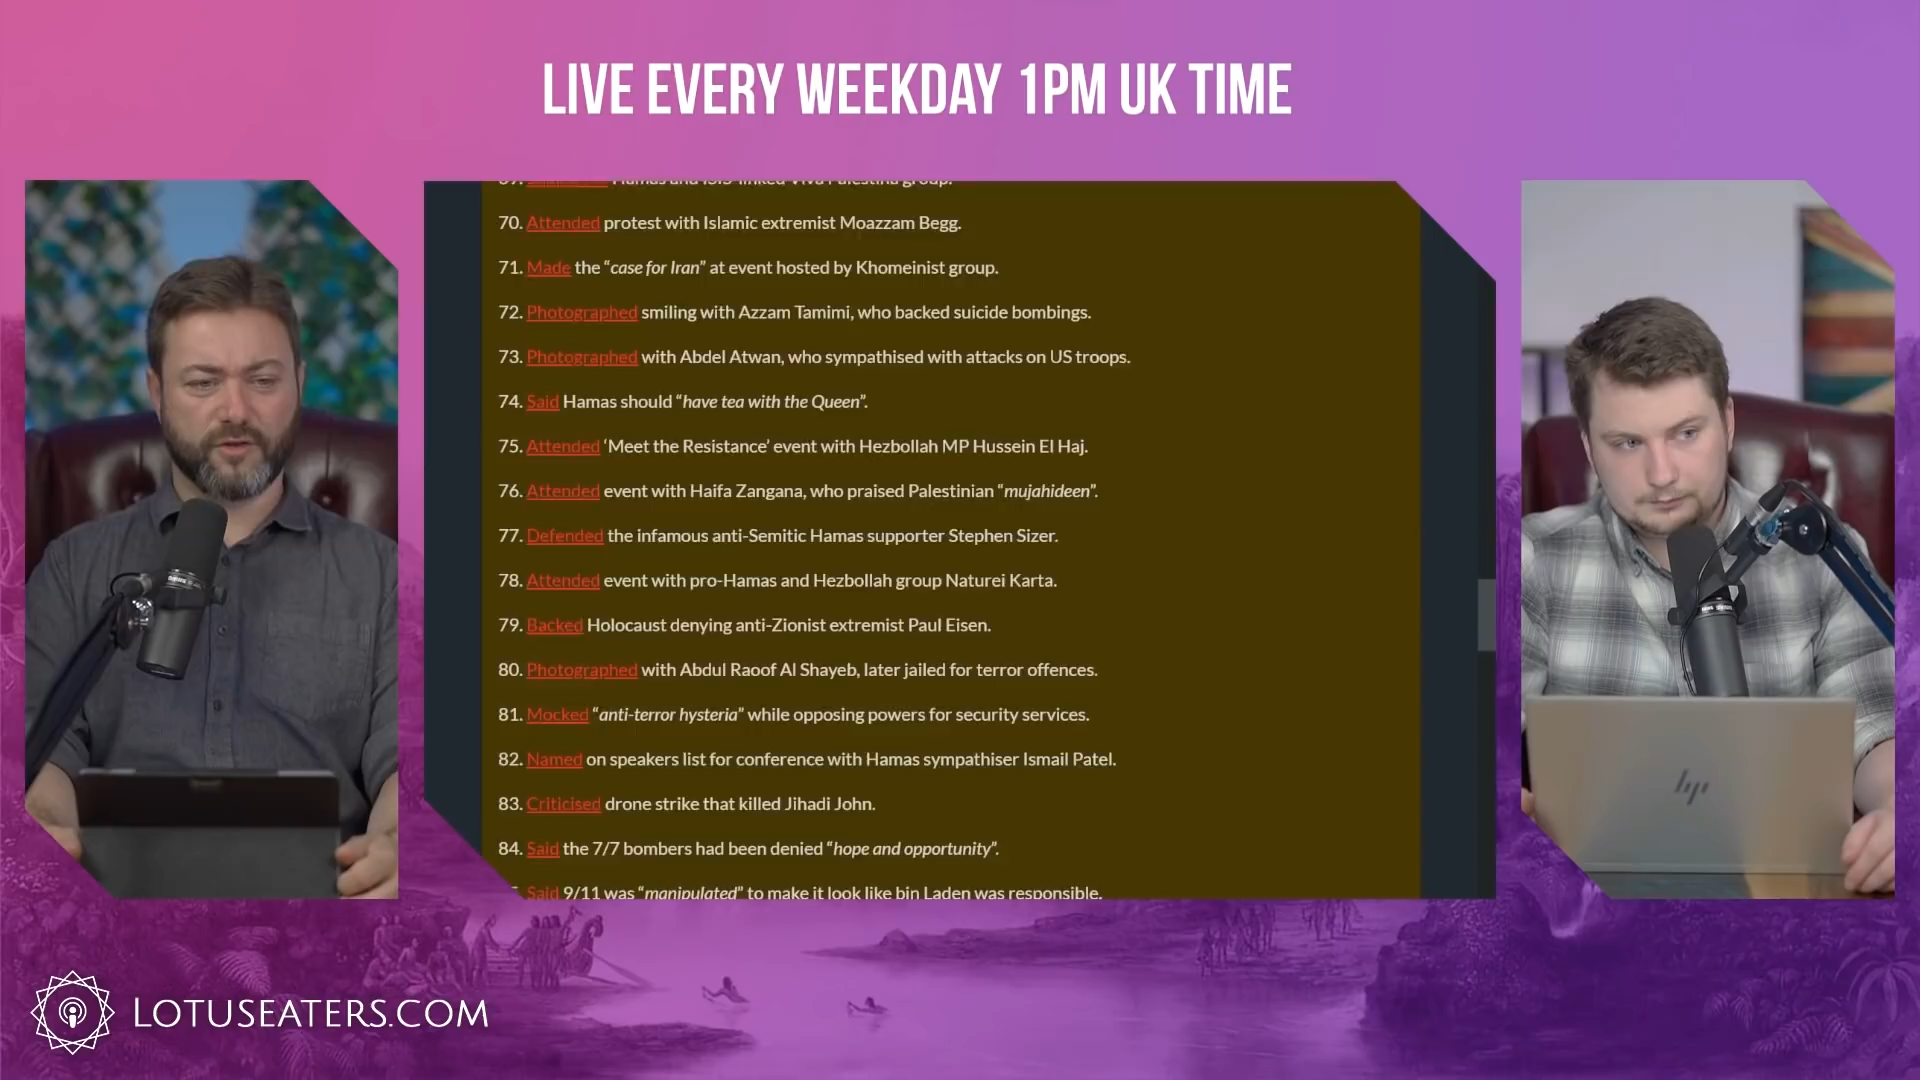 LIVE EVERY WEEKDAY 1PM UK TIME
Hamas and ISIS-linked Viva Palestina group.
70. Attended protest with Islamic extremist Moazzam Begg.
71. Made the “case for Iran” at event hosted by Khomeinist group.
72. Photographed smiling with Azzam Tamimi, who backed suicide bombings.
73. Photographed with Abdel Atwan, who sympathised with attacks on US troops.
74. Said Hamas should “have tea with the Queen”.
75. Attended ‘Meet the Resistance’ event with Hezbollah MP Hussein El Haj.
76. Attended event with Haifa Zangana, who praised Palestinian “mujahideen”.
77. Defended the infamous anti-Semitic Hamas supporter Stephen Sizer.
78. Attended event with pro-Hamas and Hezbollah group Naturei Karta.
79. Backed Holocaust denying anti-Zionist extremist Paul Eisen.
80. Photographed with Abdul Raoof Al Shayeb, later jailed for terror offences.
81. Mocked “anti-terror hysteria” while opposing powers for security services.
82. Named on speakers list for conference with Hamas sympathiser Ismail Patel.
83. Criticised drone strike that killed Jihadi John.
84. Said the 7/7 bombers had been denied “hope and opportunity”.
Said 9/11 was “manipulated” to make it look like bin Laden was responsible.
hp
LOTUSEATERS.COM